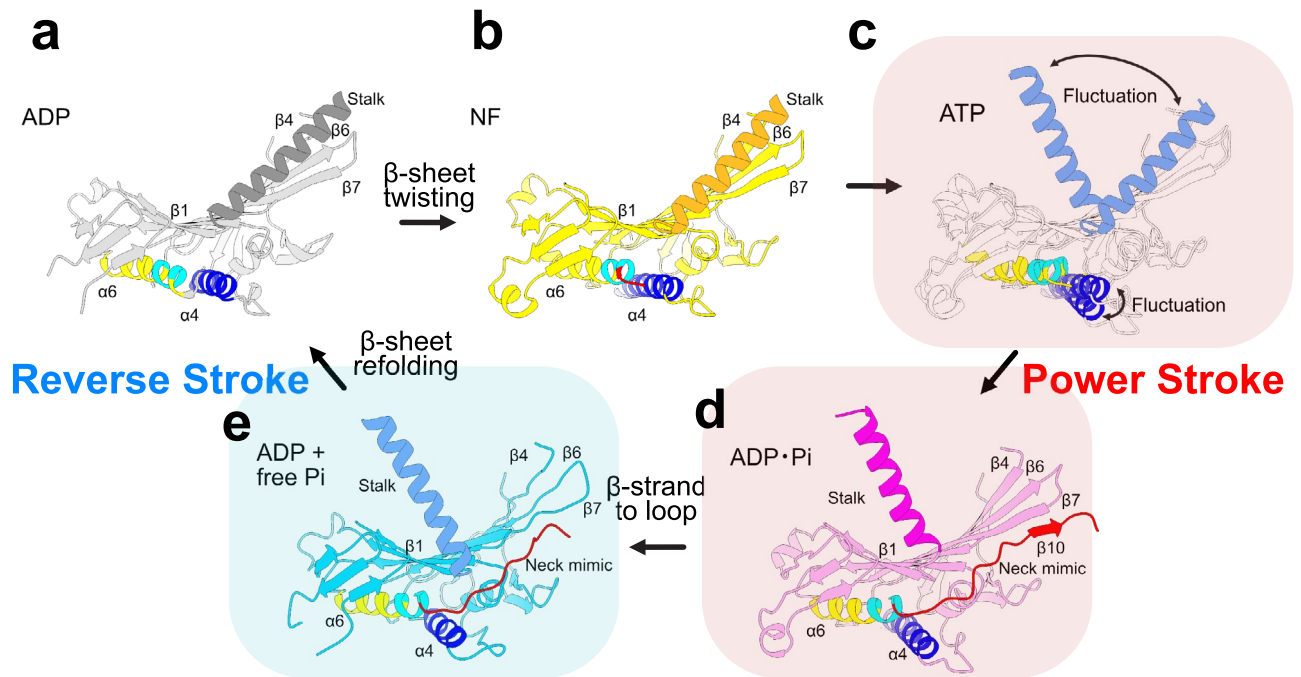 a
ADP
Stalk
β4
β6
β7
β1
α6
α4
β-sheet
twisting
b
NF
Stalk
β4
β6
β7
β1
α6
α4
c
ATP
Fluctuation
Fluctuation
Power Stroke
d
ADP・Pi
Stalk
β4
β6
β7
β1
β10
Neck mimic
α6
α4
β-strand
to loop
e
ADP +
free Pi
Stalk
β4
β6
β7
β1
Neck mimic
α6
α4
β-sheet
refolding
Reverse Stroke